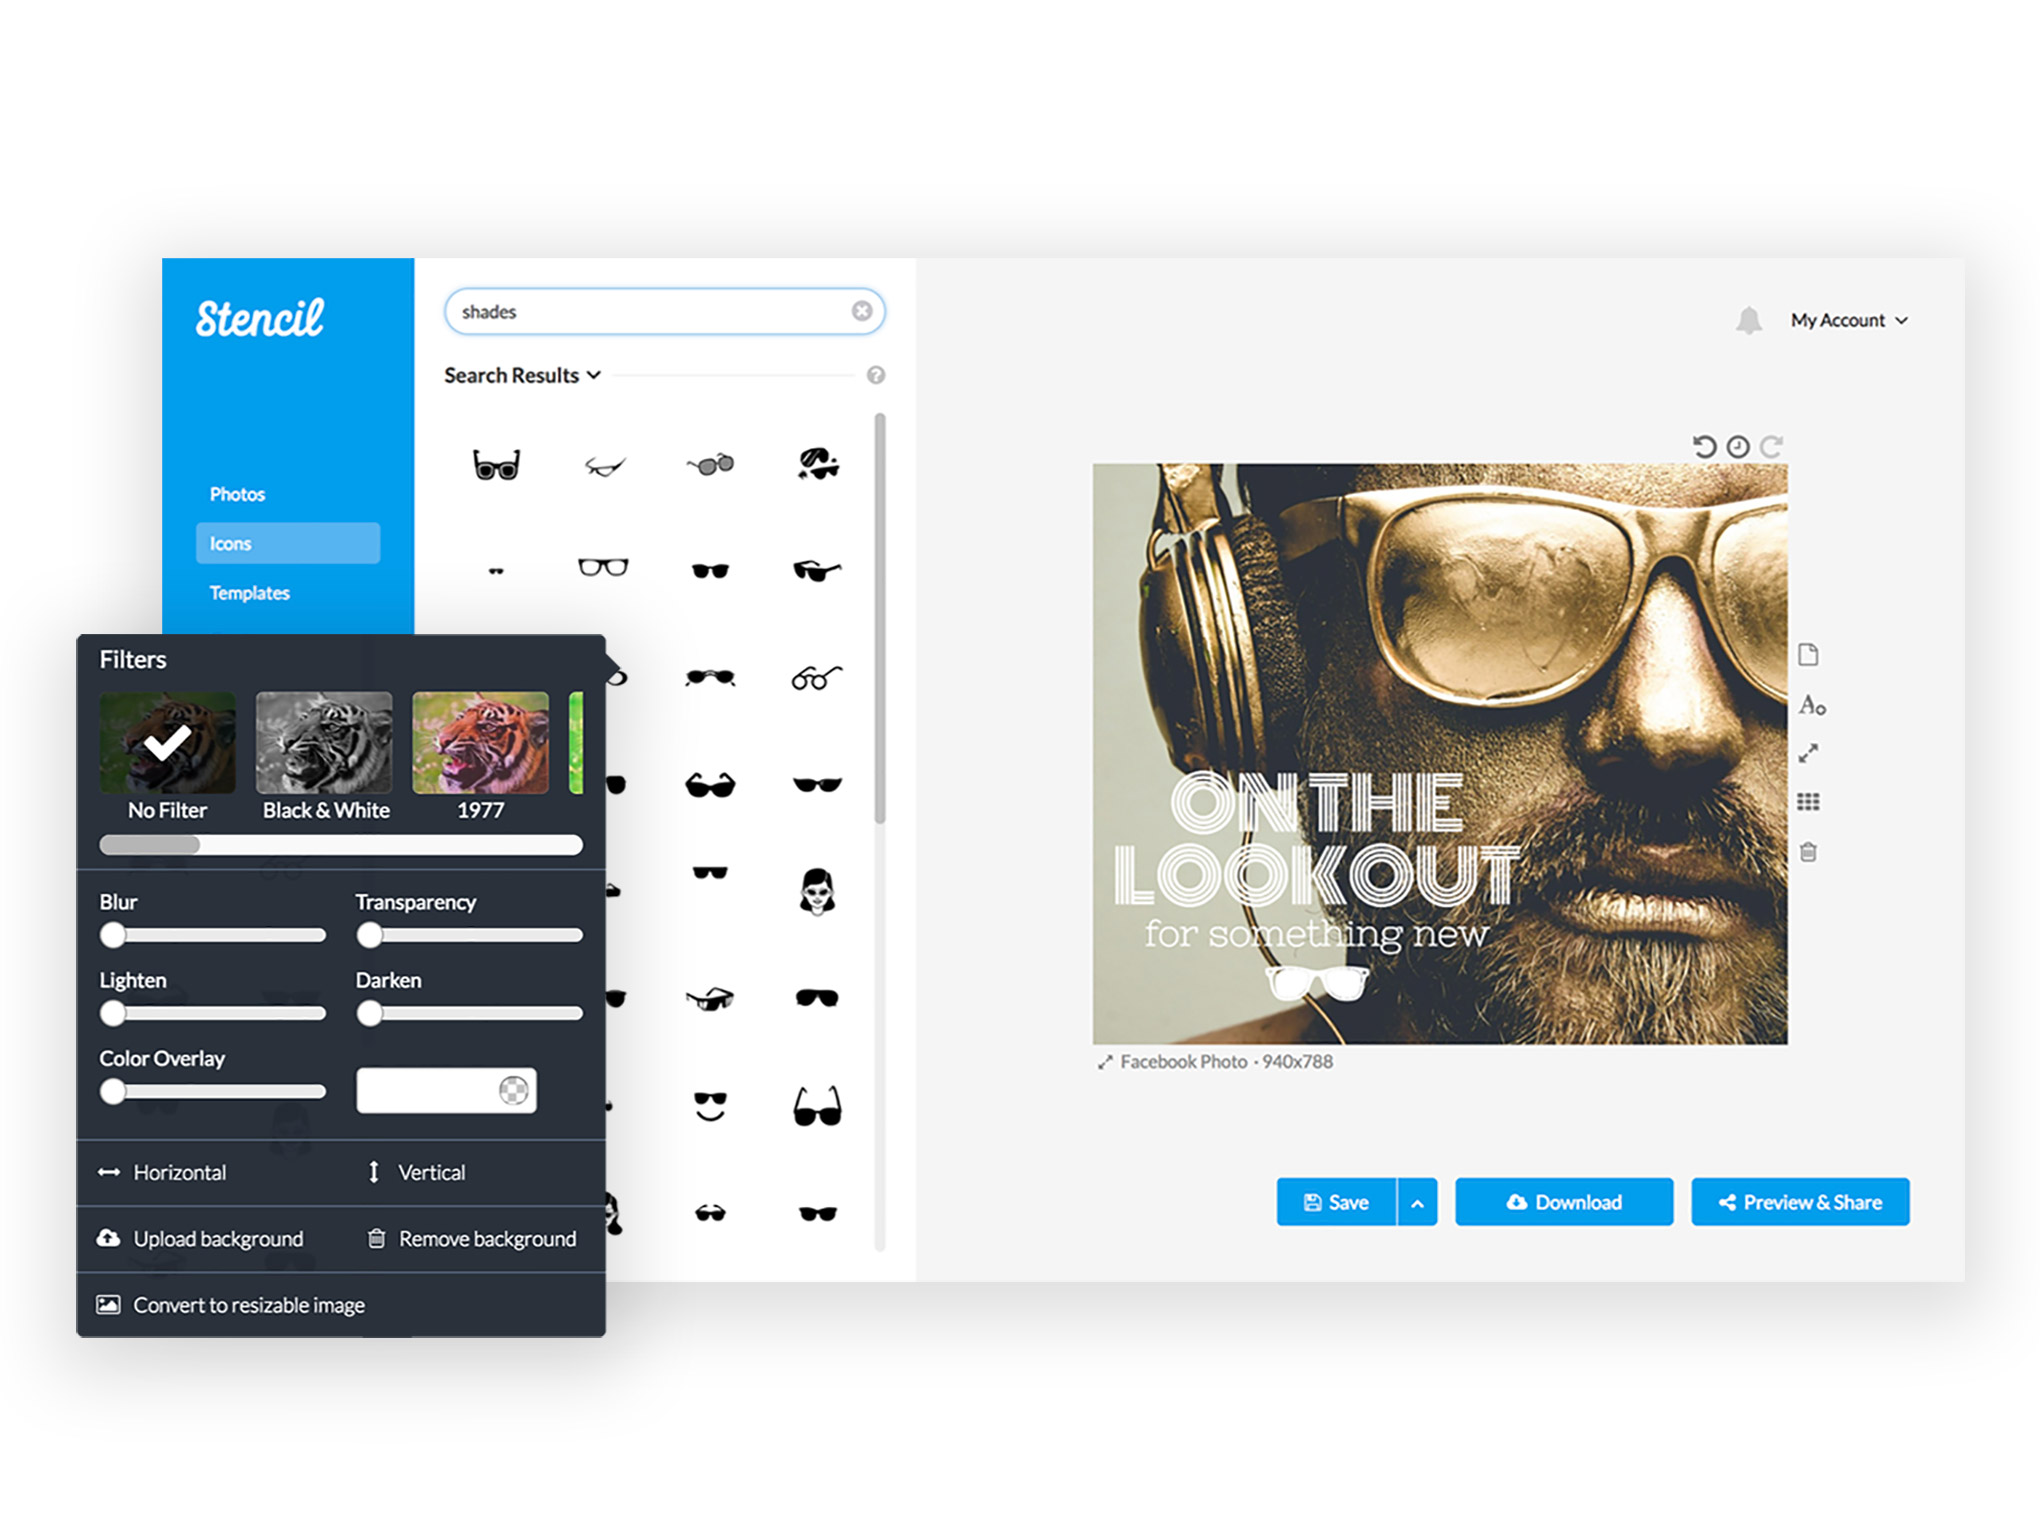 Stencil
shades
Search Results
My Account
Photos
Icons
Templates
Filters
No Filter
Black & White
1977
Blur
Transparency
Lighten
Darken
Color Overlay
Horizontal
Vertical
Upload background
Remove background
Convert to resizable image
ON THE
LOOKOUT
for something new
Facebook Photo · 940x788
Save
Download
Preview & Share